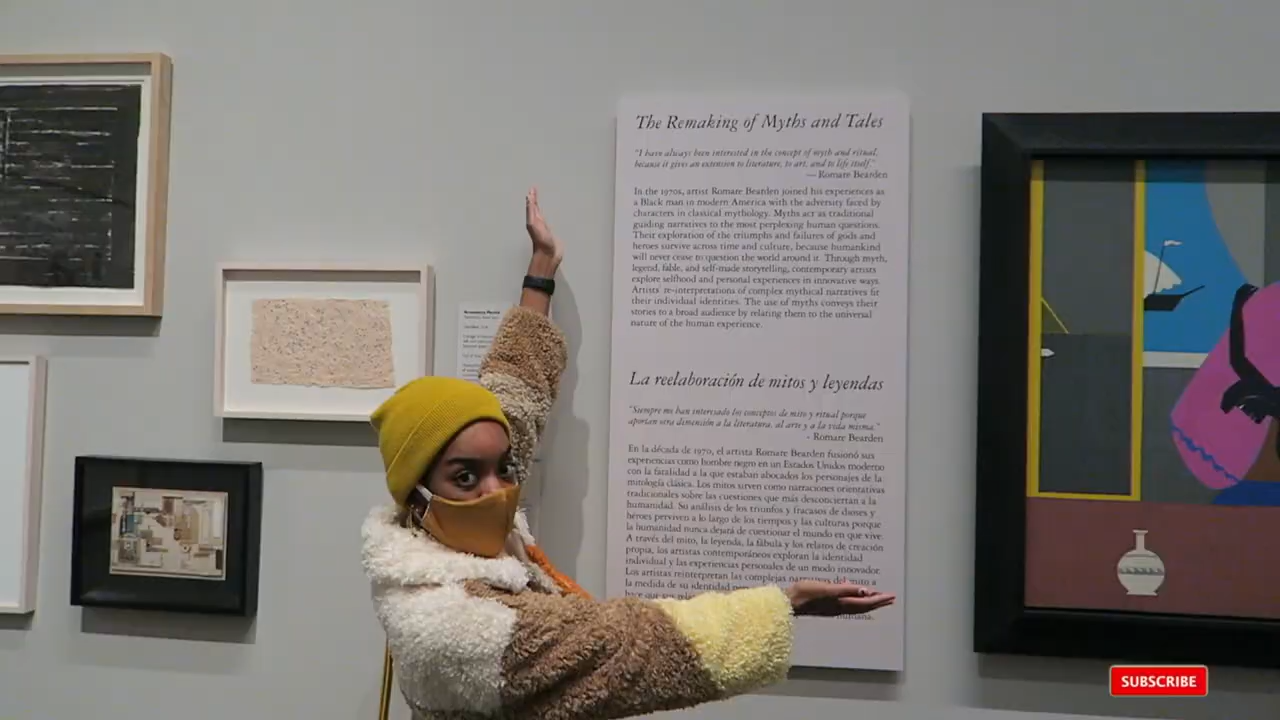 The Remaking of Myths and Tales
"I have always been interested in the concept of myth and ritual,
because it gives an extension to literature, to art, and to life itself."
— Romare Bearden
In the 1970s, artist Romare Bearden joined his experiences as
a Black man in modern America with the adversity faced by
characters in classical mythology. Myths act as traditional
guiding narratives to the most perplexing human questions.
Their exploration of the triumphs and failures of gods and
heroes survive across time and culture, because humankind
will never cease to question the world around it. Through myth,
legend, fable, and self-made storytelling, contemporary artists
explore selfhood and personal experiences in innovative ways.
Artists' re-interpretations of complex mythical narratives fit
their individual identities. The use of myths conveys their
stories to a broad audience by relating them to the universal
nature of the human experience.
La reelaboración de mitos y leyendas
"Siempre me han interesado los conceptos de mito y ritual porque
aportan otra dimensión a la literatura, al arte y a la vida misma."
- Romare Bearden
En la década de 1970, el artista Romare Bearden fusionó sus
experiencias como hombre negro en un Estados Unidos moderno
con la fatalidad a la que estaban abocados los personajes de la
mitología clásica. Los mitos sirven como narraciones orientativas
tradicionales sobre las cuestiones que más desconciertan a la
humanidad. Su análisis de los triunfos y fracasos de dioses y
héroes perviven a lo largo de los tiempos y las culturas porque
la humanidad nunca dejará de cuestionar el mundo en que vive.
A través del mito, la leyenda, la fábula y los relatos de creación
propia, los artistas contemporáneos exploran la identidad
individual y las experiencias personales de un modo innovador.
Los artistas reinterpretan las complejas narrativas del mito a
la medida de su identidad
hace que sus
humana.
SUBSCRIBE